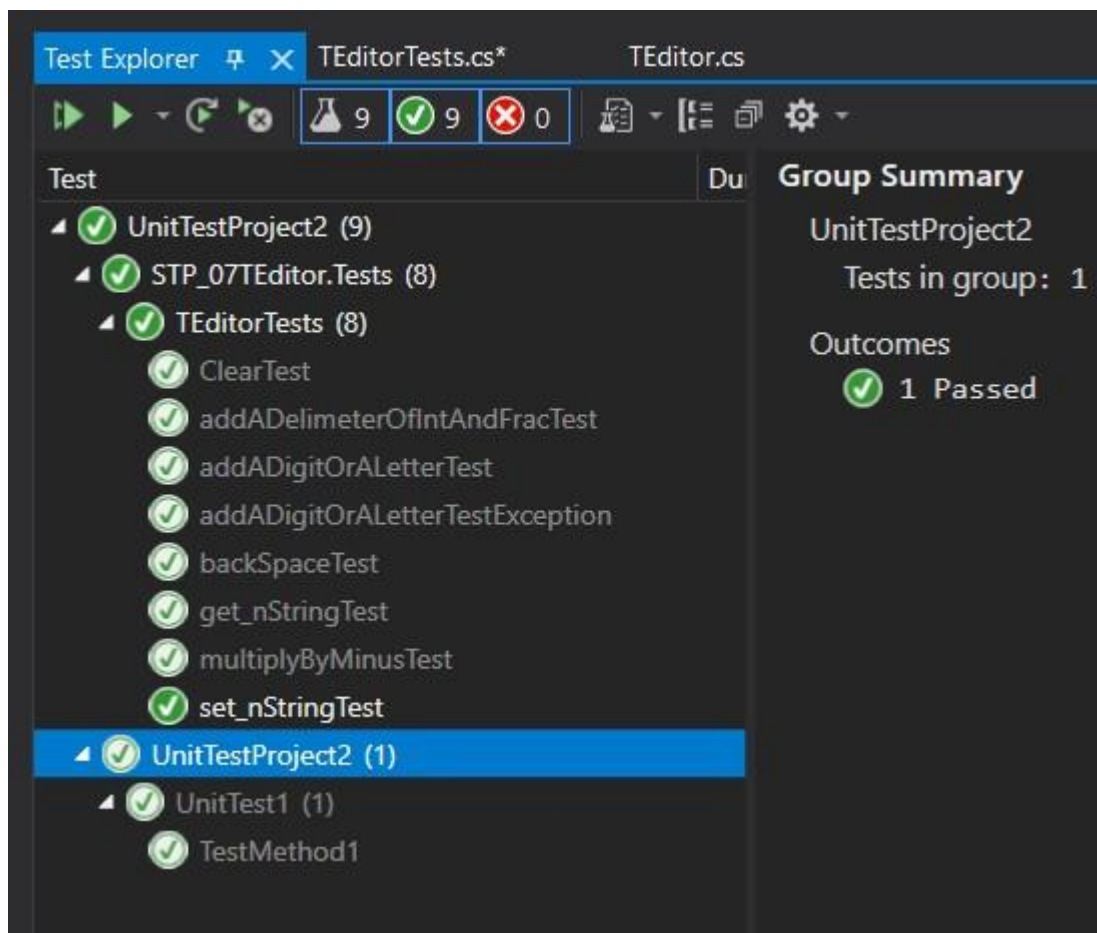 Test Explorer TEditorTests.cs* TEditor.cs
9 9 0
Test Du Group Summary
UnitTestProject2 (9)
STP_07TEditor.Tests (8)
TEditorTests (8)
ClearTest
addADelimeterOfIntAndFracTest
addADigitOrALetterTest
addADigitOrALetterTestException
backSpaceTest
get_nStringTest
multiplyByMinusTest
set_nStringTest
UnitTestProject2 (1)
UnitTest1 (1)
TestMethod1
UnitTestProject2
Tests in group: 1
Outcomes
1 Passed